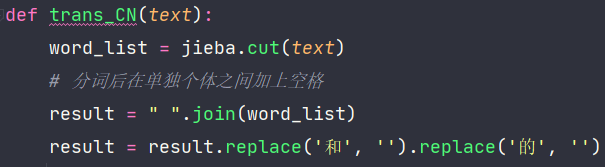 def trans_CN(text):
    word_list = jieba.cut(text)
    # 分词后在单独个体之间加上空格
    result = " ".join(word_list)
    result = result.replace('和', '').replace('的', '')